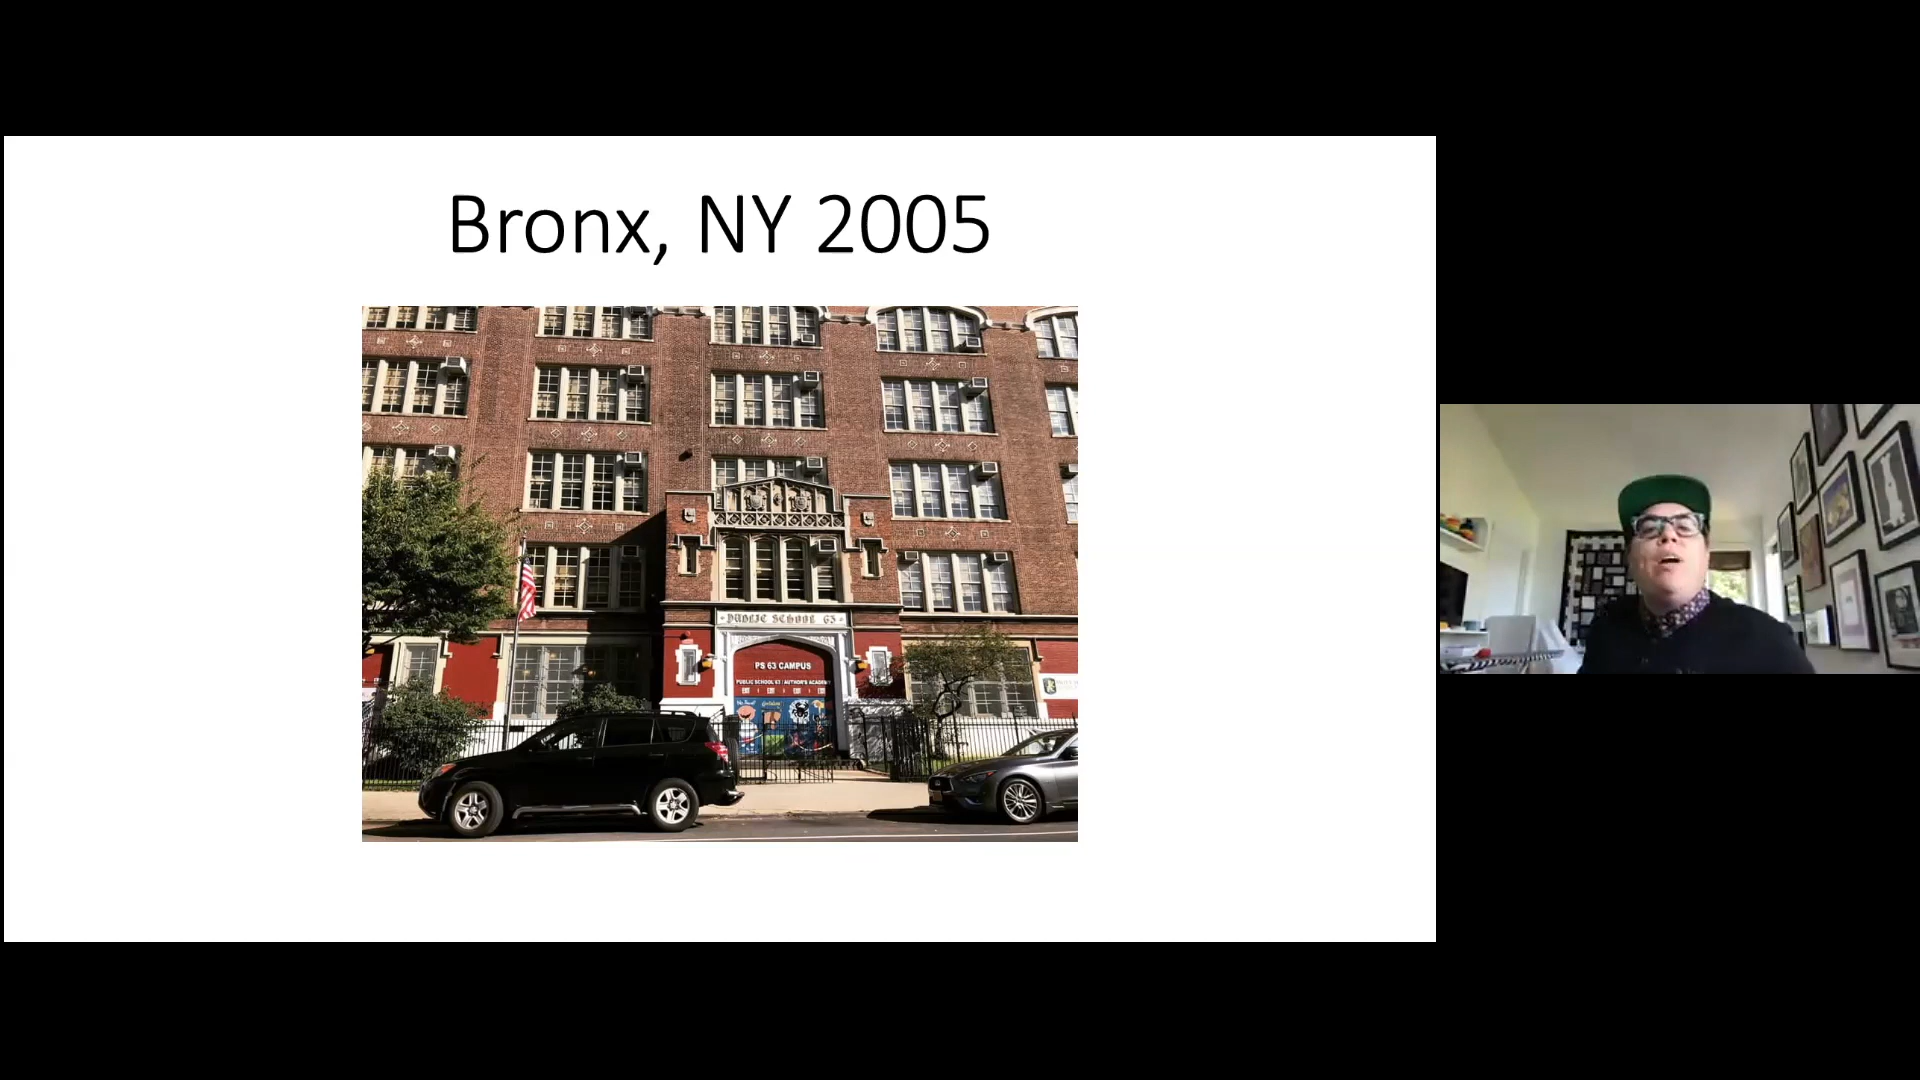 Bronx, NY 2005
PUBLIC SCHOOL 63
PS 63 CAMPUS
PUBLIC SCHOOL 63 / AUTHOR'S ACADEMY